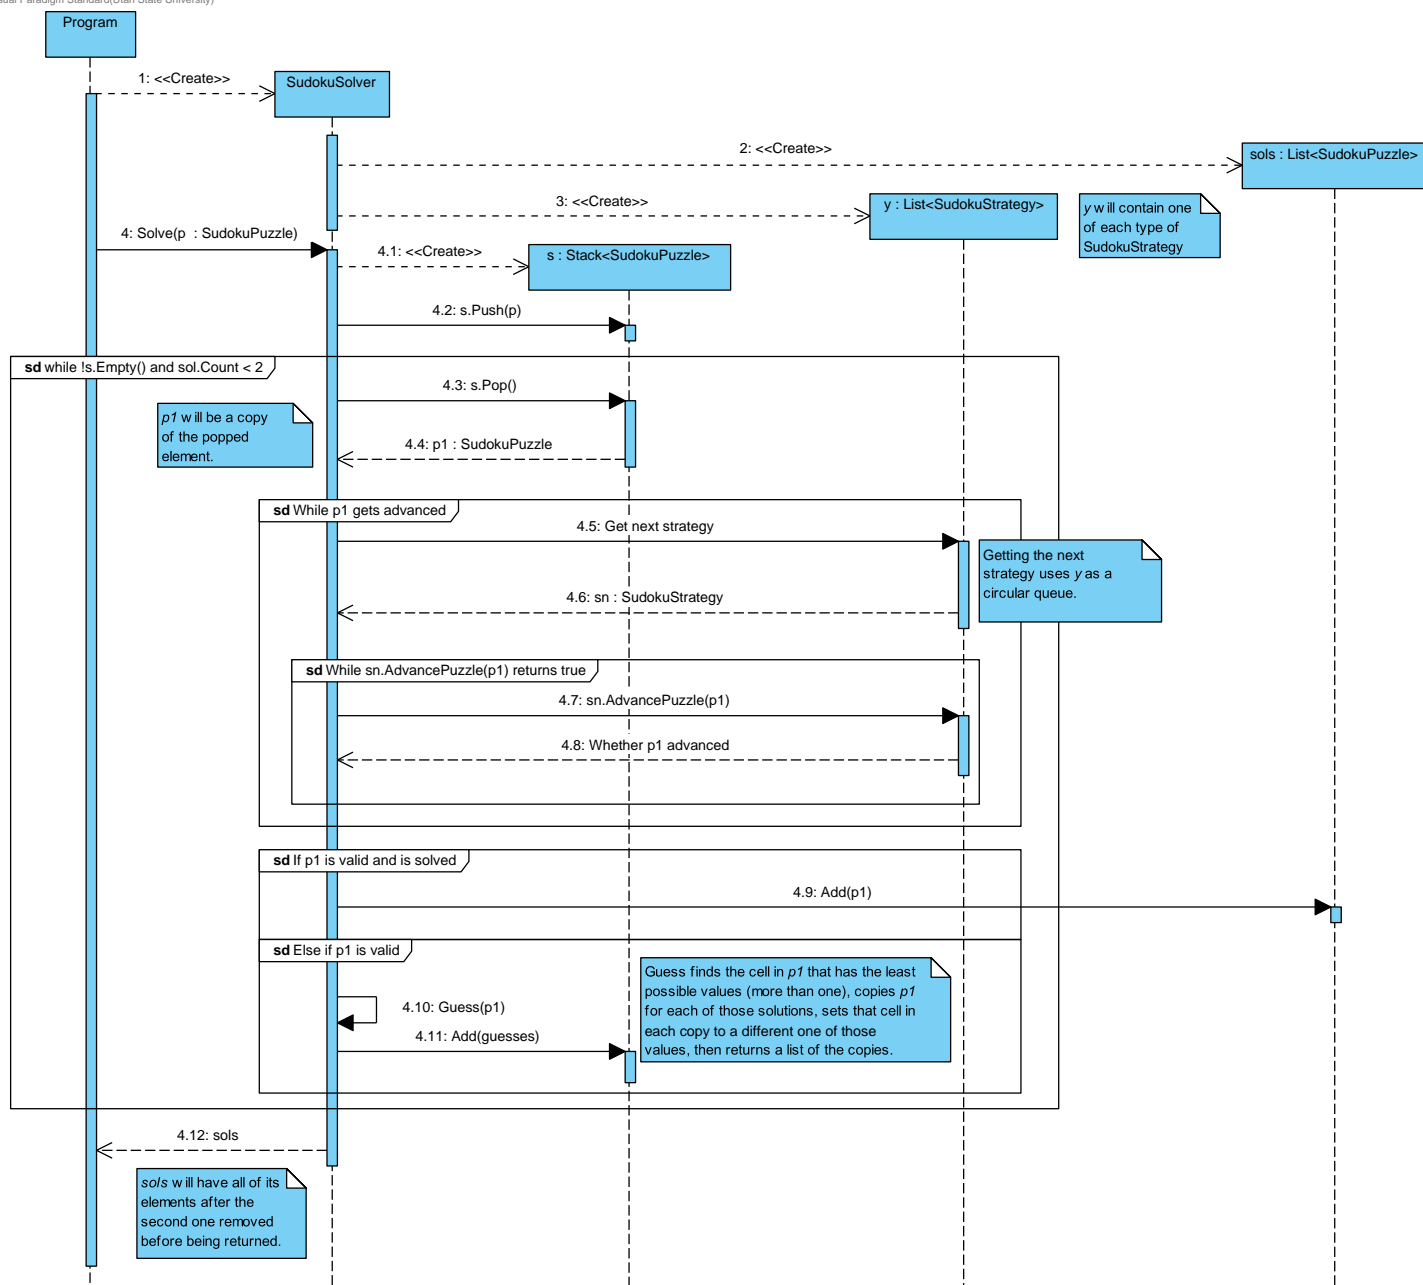 Paradigm Standard(Utah State University)
Program
1: <<Create>>
SudokuSolver
2: <<Create>>
sols : List<SudokuPuzzle>
3: <<Create>>
y : List<SudokuStrategy>
y will contain one
of each type of
SudokuStrategy
4: Solve(p : SudokuPuzzle)
4.1: <<Create>>
s : Stack<SudokuPuzzle>
4.2: s.Push(p)
sd while !s.Empty() and sol.Count < 2
4.3: s.Pop()
p1 will be a copy
of the popped
element.
4.4: p1 : SudokuPuzzle
sd While p1 gets advanced
4.5: Get next strategy
Getting the next
strategy uses y as a
circular queue.
4.6: sn : SudokuStrategy
sd While sn.AdvancePuzzle(p1) returns true
4.7: sn.AdvancePuzzle(p1)
4.8: Whether p1 advanced
sd If p1 is valid and is solved
4.9: Add(p1)
sd Else if p1 is valid
Guess finds the cell in p1 that has the least
possible values (more than one), copies p1
for each of those solutions, sets that cell in
each copy to a different one of those
values, then returns a list of the copies.
4.10: Guess(p1)
4.11: Add(guesses)
4.12: sols
sols will have all of its
elements after the
second one removed
before being returned.